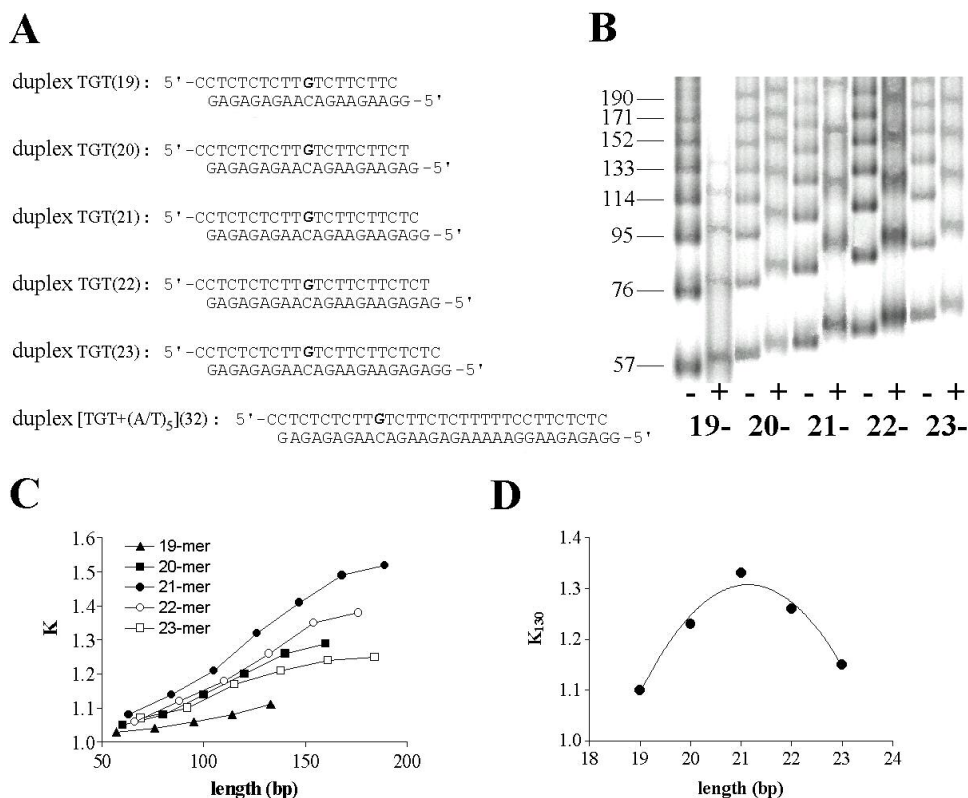 A
duplex TGT(19) : 5'-CCTCTCTCTTGTCTTCTTC
GAGAGAGAACAGAAGAAGG-5'
duplex TGT(20) : 5'-CCTCTCTCTTGTCTTCTTCT
GAGAGAGAACAGAAGAAGAG-5'
duplex TGT(21) : 5'-CCTCTCTCTTGTCTTCTTCTC
GAGAGAGAACAGAAGAAGAGG-5'
duplex TGT(22) : 5'-CCTCTCTCTTGTCTTCTTCTCT
GAGAGAGAACAGAAGAAGAGAG-5'
duplex TGT(23) : 5'-CCTCTCTCTTGTCTTCTTCTCTC
GAGAGAGAACAGAAGAAGAGAGG-5'
duplex [TGT+(A/T)5](32) : 5'-CCTCTCTCTTGTCTTCTCTTTTTCCTTCTCTC
GAGAGAGAACAGAAGAGAAAAAGGAAGAGAGG-5'
B
190
171
152
133
114
95
76
57
- + - + - + - + - +
19- 20- 21- 22- 23-
C
1.6
1.5
1.4
1.3
1.2
1.1
1.0
K
19-mer
20-mer
21-mer
22-mer
23-mer
50 100 150 200
length (bp)
D
1.4
1.3
1.2
1.1
1.0
K130
18 19 20 21 22 23 24
length (bp)